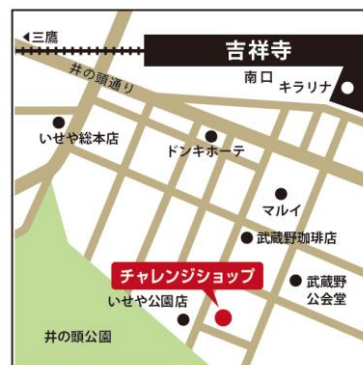 ◀三鷹
吉祥寺
南口
キラリナ
井の頭通り
いせや総本店
ドンキホーテ
マルイ
武蔵野珈琲店
チャレンジショップ
武蔵野
公会堂
いせや公園店
井の頭公園